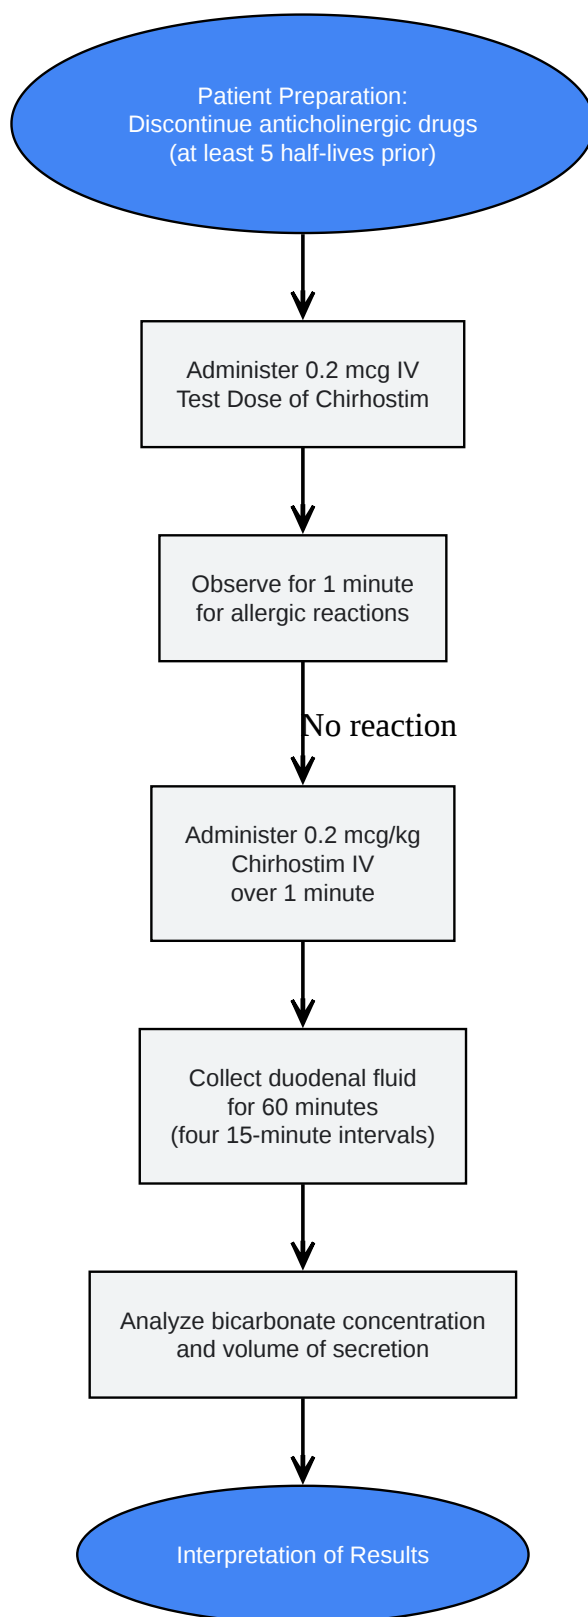 Patient Preparation:
Discontinue anticholinergic drugs
(at least 5 half-lives prior)
Administer 0.2 mcg IV
Test Dose of Chirhostim
Observe for 1 minute
for allergic reactions
No reaction
Administer 0.2 mcg/kg
Chirhostim IV
over 1 minute
Collect duodenal fluid
for 60 minutes
(four 15-minute intervals)
Analyze bicarbonate concentration
and volume of secretion
Interpretation of Results